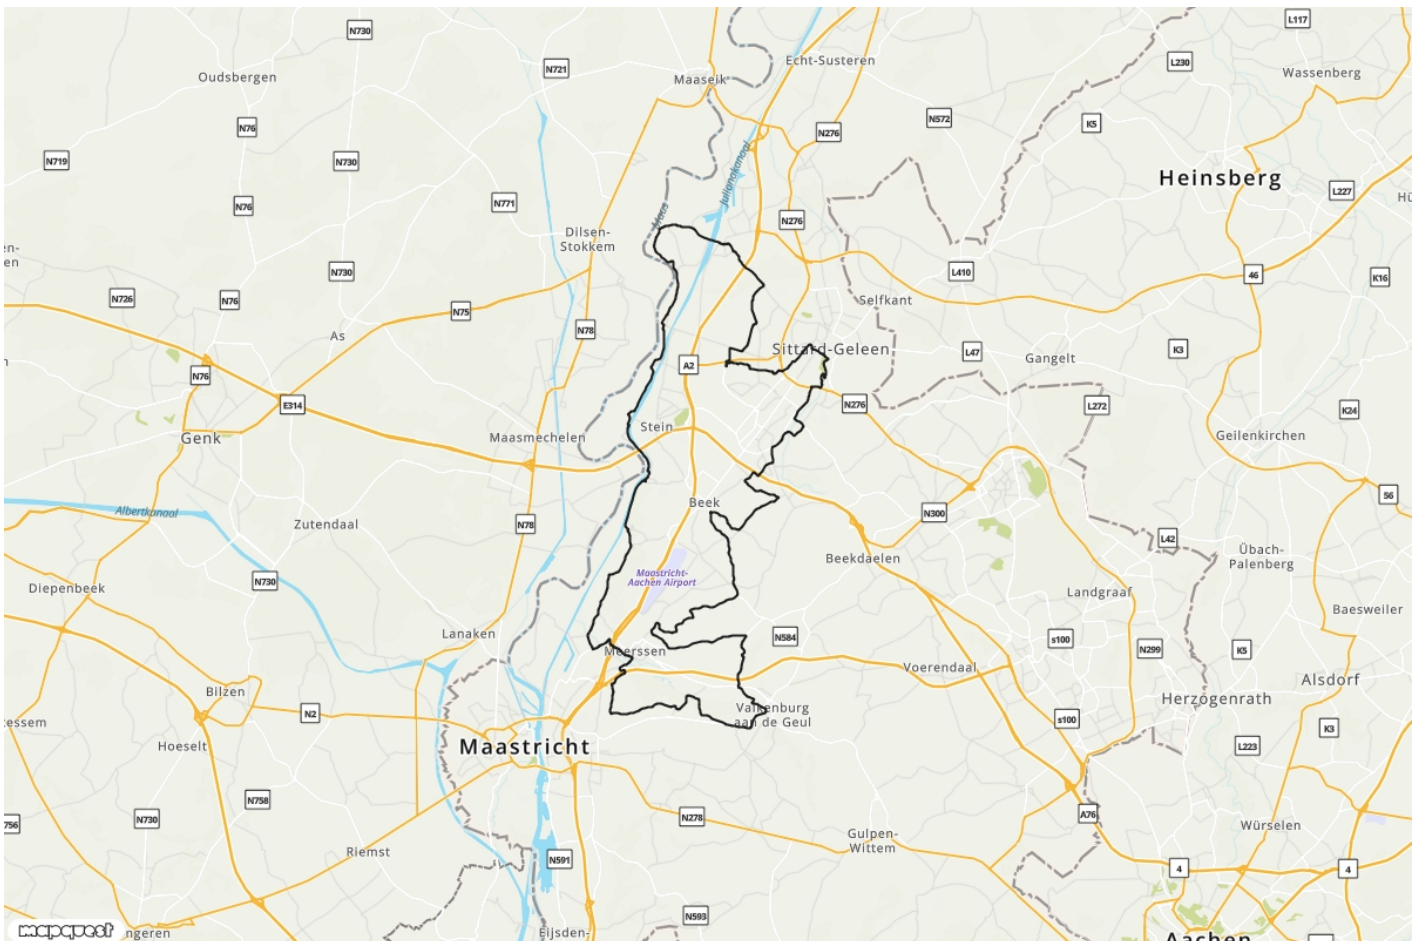 N730
L117
Oudsbergen
N721
Maaseik
Echt-Susteren
L230
Wassenberg
N76
N276
N572
K5
N719
N730
Julianakanaal
Heinsberg
L227
N76
N771
Maas
N276
Dilsen-
Stokkem
N730
L410
46
K16
N726
N76
N75
Selfkant
As
N78
Sittard-Geleen
L47
Gangelt
K3
N76
A2
E314
N276
L272
K24
Genk
Maasmechelen
Stein
Geilenkirchen
Beek
56
Albertkanaal
Zutendaal
N78
N300
L42
Übach-
Palenberg
Beekdaelen
Maastricht-
Aachen Airport
N730
Diepenbeek
Landgraaf
Baesweiler
Lanaken
N584
s100
N299
K5
Meerssen
Voerendaal
Alsdorf
Bilzen
Herzogenrath
N2
Valkenburg
aan de Geul
s100
K3
Hoeselt
Maastricht
L223
N758
N730
N278
A76
Würselen
Gulpen-
Wittem
Riemst
N591
4
4
N593
mapquest
ngeren
Eijsden-
Aachen